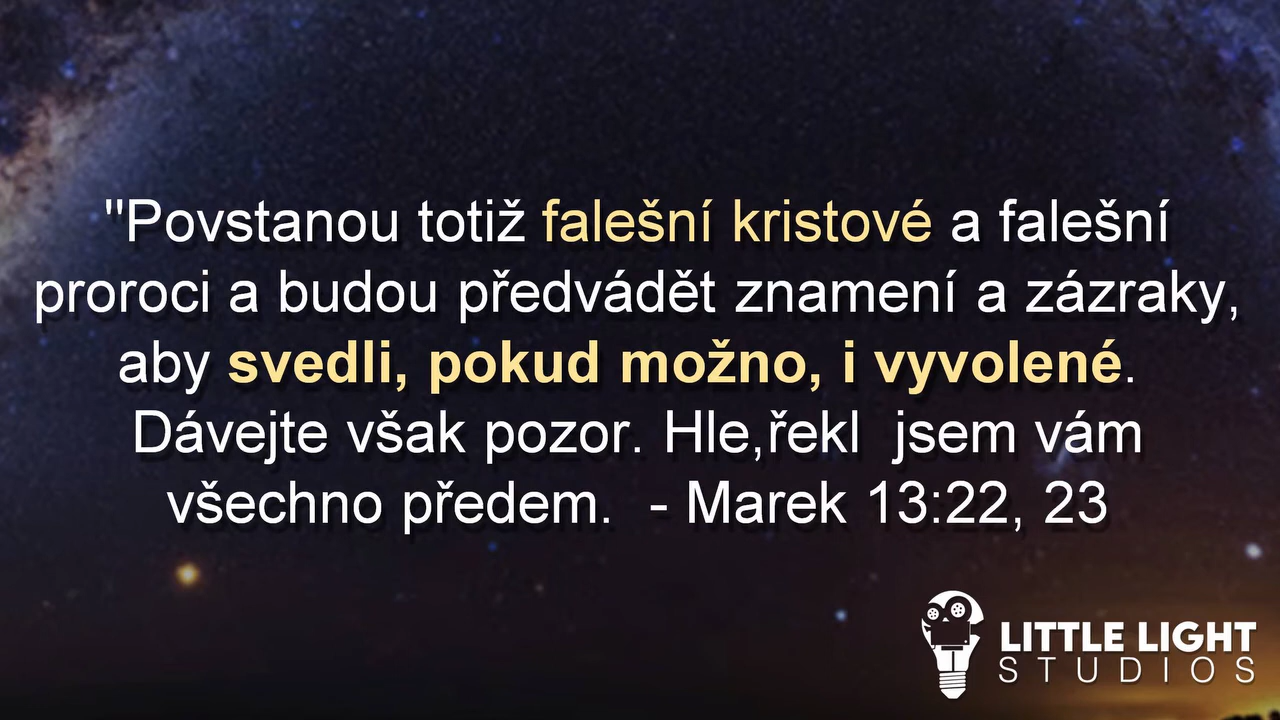 "Povstanou totiž falešní kristové a falešní
proroci a budou předvádět znamení a zázraky,
aby svedli, pokud možno, i vyvolené.
Dávejte však pozor. Hle,řekl  jsem vám
všechno předem.  - Marek 13:22, 23
LITTLE LIGHT
STUDIOS